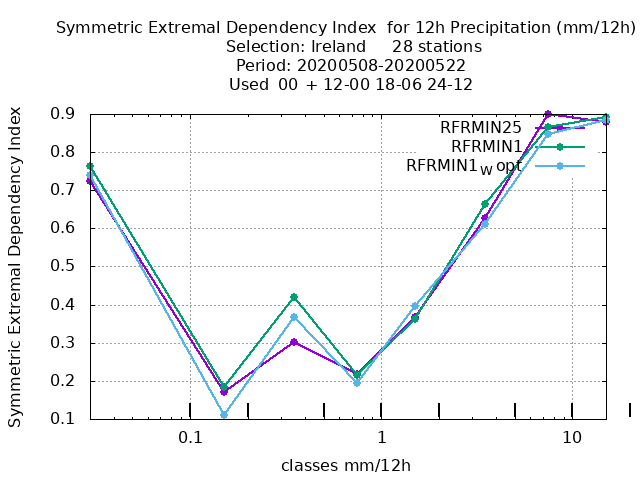 Symmetric Extremal Dependency Index  for 12h Precipitation (mm/12h)
Selection: Ireland     28 stations
Period: 20200508-20200522
Used  00  + 12-00 18-06 24-12
Symmetric Extremal Dependency Index
0.9
0.8
0.7
0.6
0.5
0.4
0.3
0.2
0.1
RFRMIN25
RFRMIN1
RFRMIN1w opt
0.1
1
10
classes mm/12h